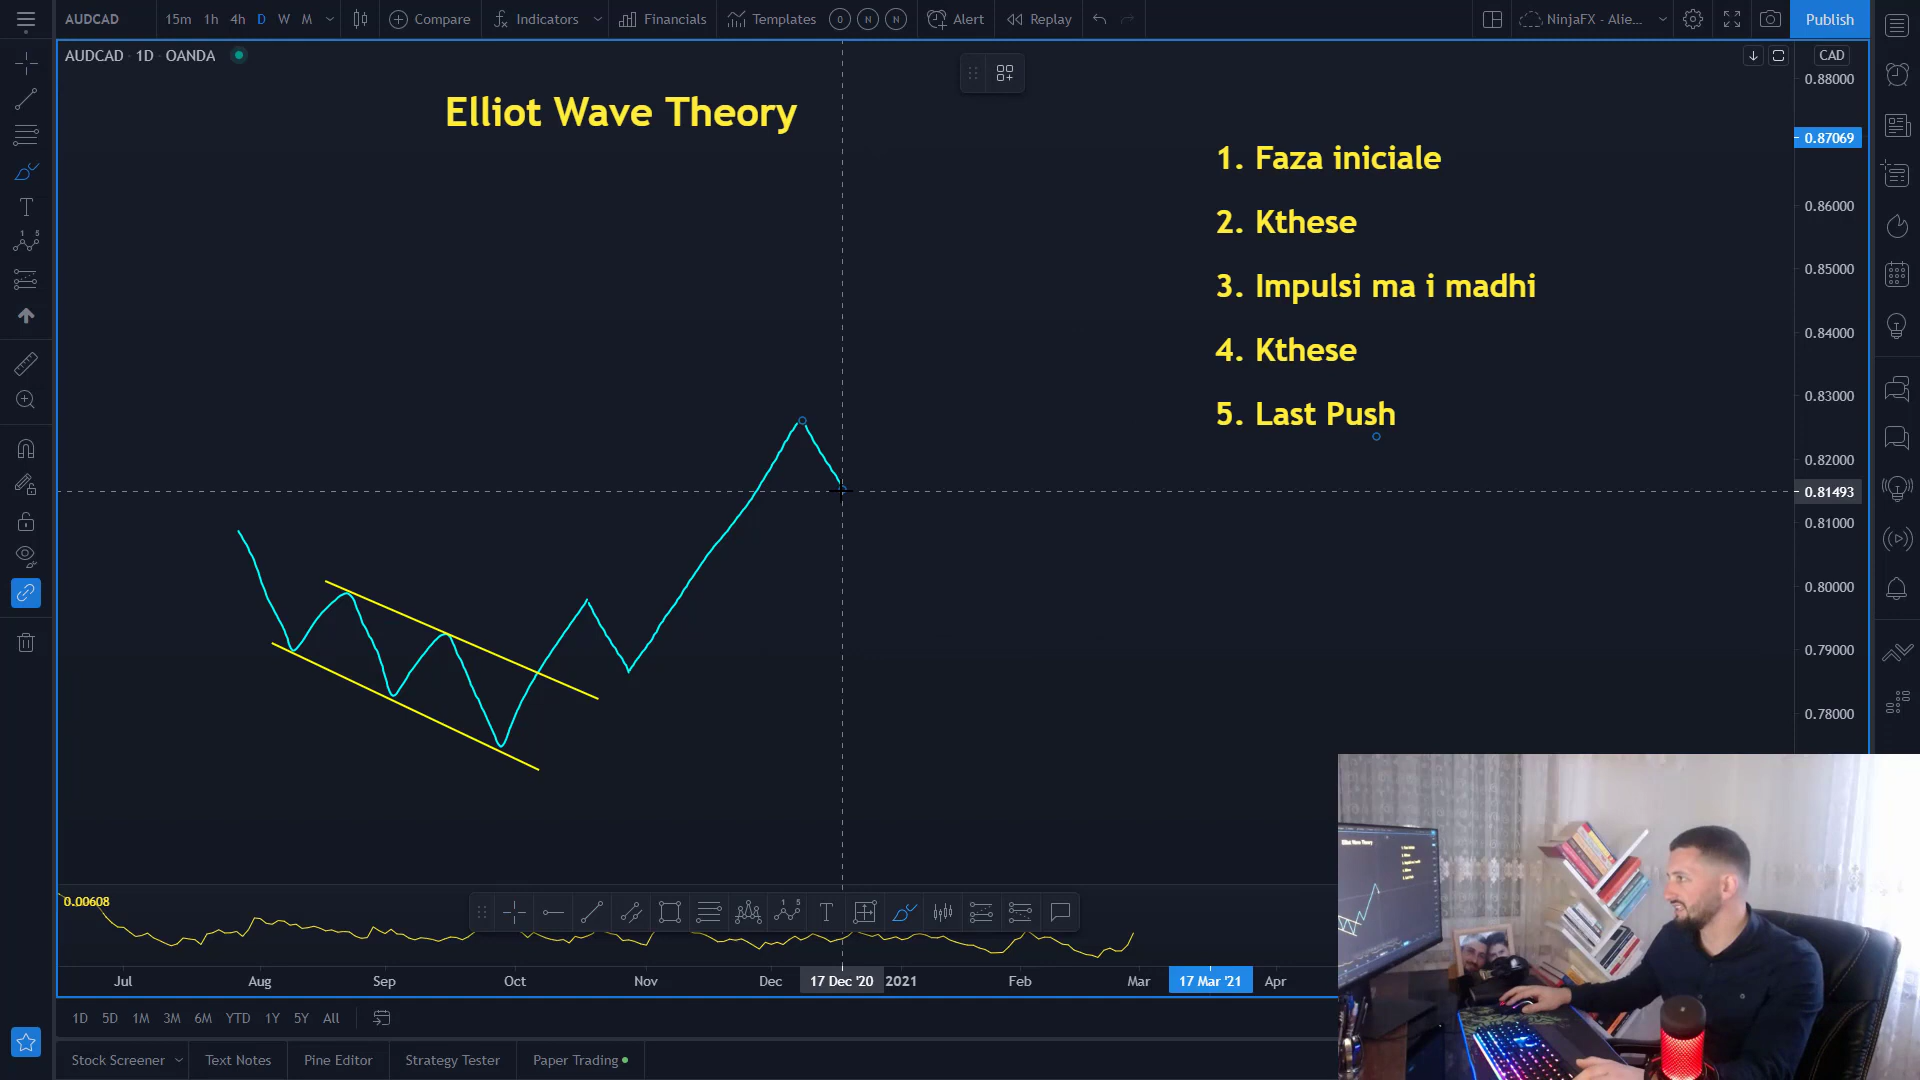 AUDCAD 15m 1h 4h D W M Compare Indicators Financials Templates O N N Alert Replay NinjaFX - Alie... Publish
AUDCAD · 1D · OANDA
CAD
0.88000
Elliot Wave Theory
0.87069
1. Faza iniciale
0.86000
2. Kthese
0.85000
3. Impulsi ma i madhi
0.84000
4. Kthese
0.83000
5. Last Push
0.82000
0.81493
0.81000
0.80000
0.79000
0.78000
0.00608
Jul Aug Sep Oct Nov Dec 17 Dec '20 2021 Feb Mar 17 Mar '21 Apr
1D 5D 1M 3M 6M YTD 1Y 5Y All
Stock Screener Text Notes Pine Editor Strategy Tester Paper Trading